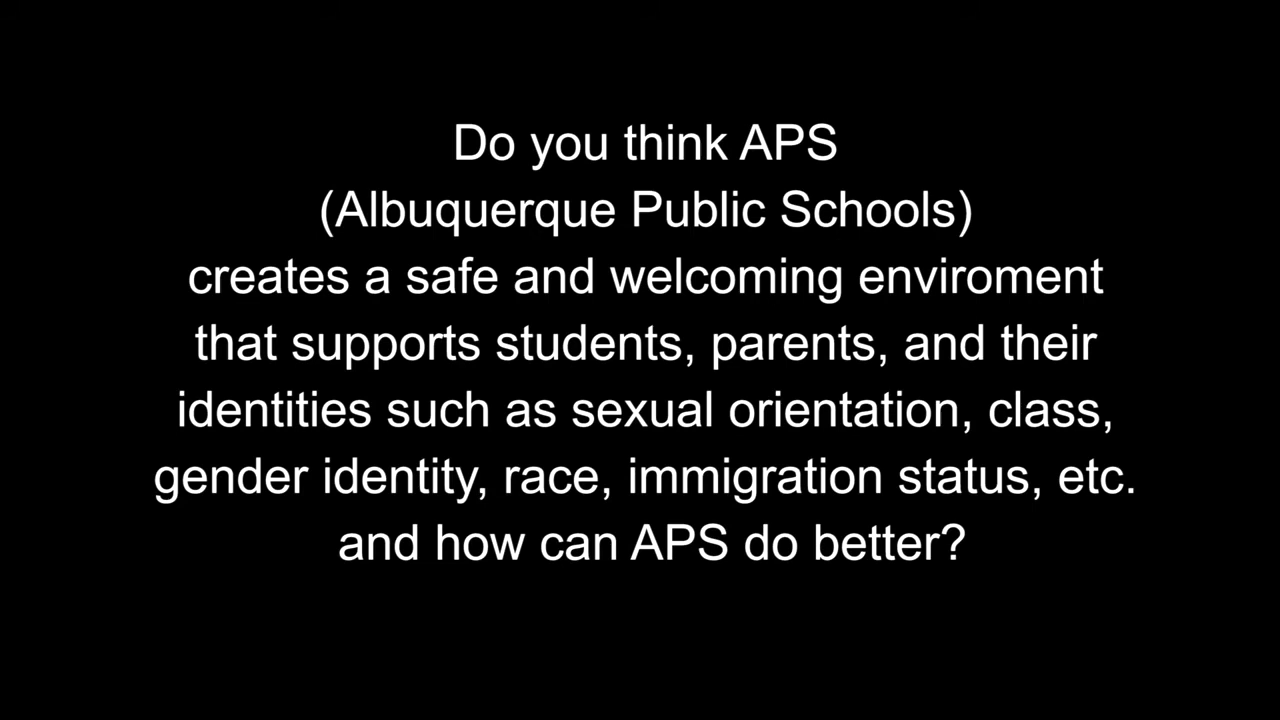 Do you think APS
(Albuquerque Public Schools)
creates a safe and welcoming enviroment
that supports students, parents, and their
identities such as sexual orientation, class,
gender identity, race, immigration status, etc.
and how can APS do better?